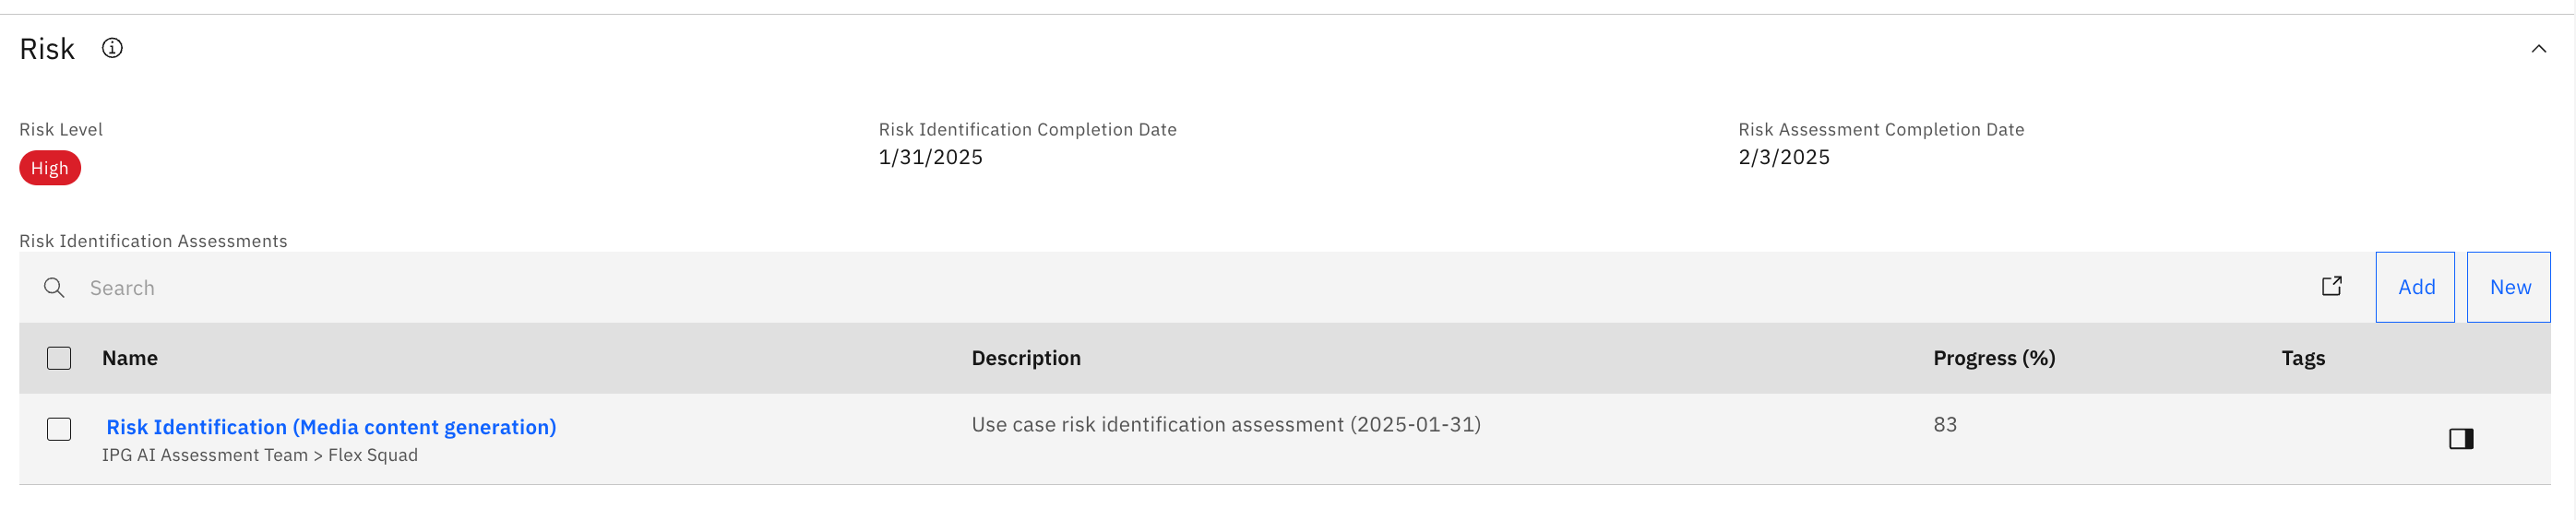 Risk
Risk Level
High
Risk Identification Completion Date
1/31/2025
Risk Assessment Completion Date
2/3/2025
Risk Identification Assessments
Search
Add
New
Name
Description
Progress (%)
Tags
Risk Identification (Media content generation)
IPG AI Assessment Team > Flex Squad
Use case risk identification assessment (2025-01-31)
83